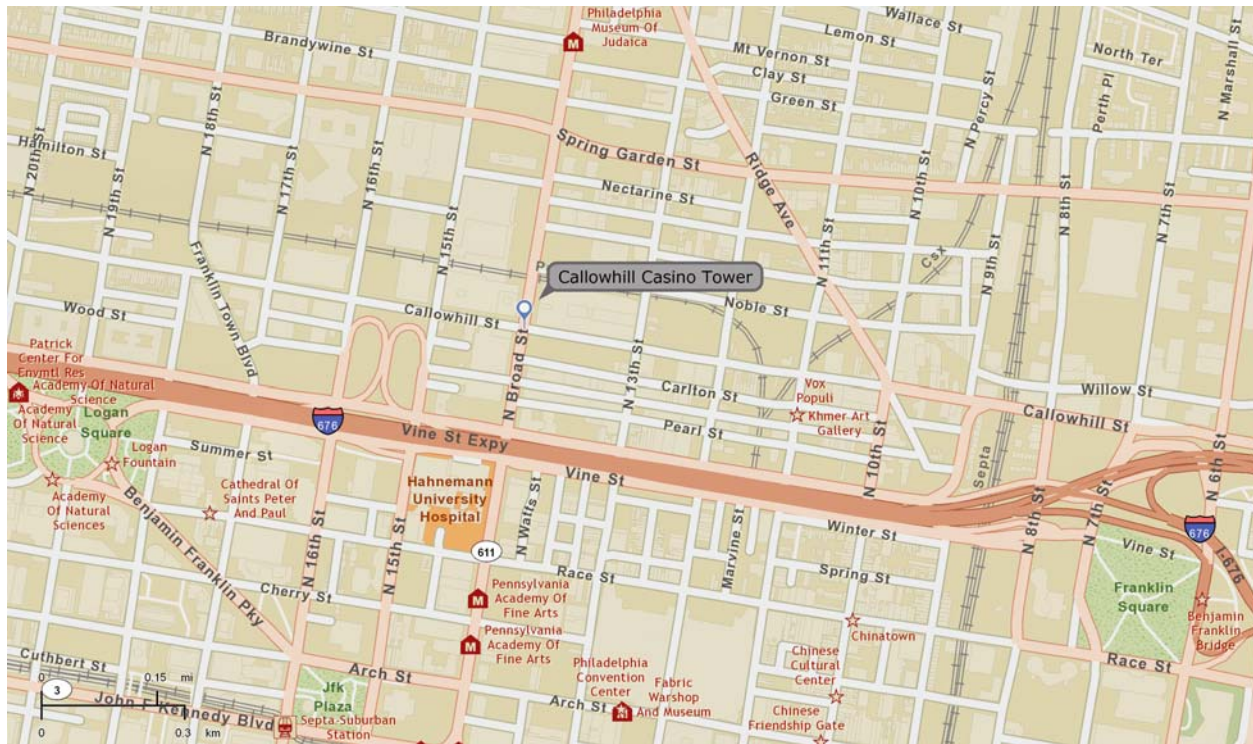 Philadelphia
Museum Of
Judaica
Wallace St
Lemon St
Mt Vernon St
Clay St
Green St
Brandywine St
N Percy St
North Ter
Perth Pl
N Marshall St
N 20th St
Hamilton St
N 19th St
N 18th St
N 17th St
N 16th St
Spring Garden St
Ridge Ave
Nectarine St
N 10th St
N 8th St
N 7th St
N 15th St
N 11th St
Csx
N 9th St
Franklin Town Blvd
P
Callowhill Casino Tower
Noble St
Wood St
Callowhill St
N Broad St
N 13th St
Carlton St
Pearl St
Vox
Populi
Khmer Art
Gallery
Willow St
Callowhill St
Patrick
Center For
Envmtl Res
Academy Of Natural
Science
Academy
Of Natural
Science
Logan
Square
676
Vine St Expy
Vine St
N 10th St
Septa
N 6th St
Summer St
Logan
Fountain
Academy
Of Natural
Sciences
Cathedral Of
Saints Peter
And Paul
Hahnemann
University
Hospital
N Watts St
Winter St
N 8th St
N 7th St
676
I-676
Vine St
Benjamin Franklin Pky
N 16th St
N 15th St
611
Race St
Marvine St
Spring St
Franklin
Square
Cherry St
Pennsylvania
Academy Of
Fine Arts
M
Pennsylvania
Academy Of
Fine Arts
M
Chinatown
Benjamin
Franklin
Bridge
Chinese
Cultural
Center
Race St
Cuthbert St
Arch St
Philadelphia
Convention
Center
Fabric
Warshop
And Museum
Arch St
Chinese
Friendship Gate
Jfk
Plaza
Septa-Suburban
Station
John F Kennedy Blvd
3
0 0.15 mi
0 0.3 km
M